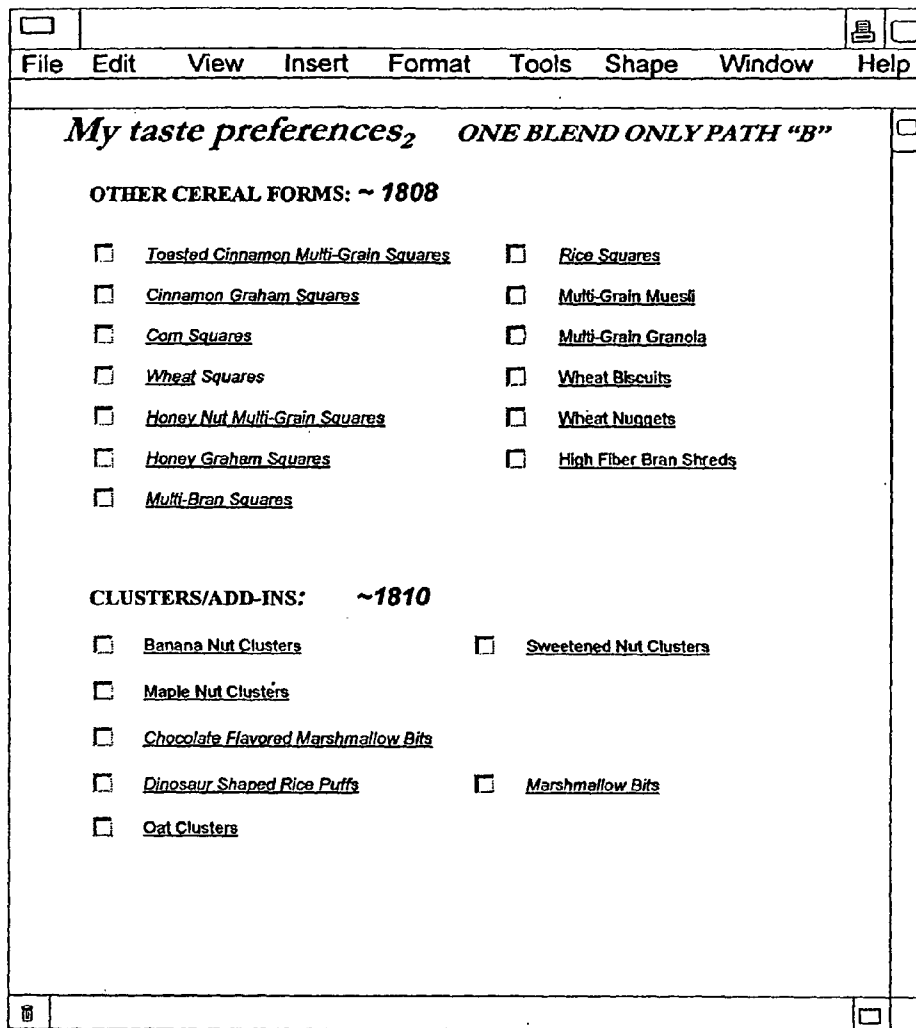 File Edit View Insert Format Tools Shape Window Help
My taste preferences₂ ONE BLEND ONLY PATH “B”
OTHER CEREAL FORMS: ~ 1808
Toasted Cinnamon Multi-Grain Squares
Cinnamon Graham Squares
Corn Squares
Wheat Squares
Honey Nut Multi-Grain Squares
Honey Graham Squares
Multi-Bran Squares
Rice Squares
Multi-Grain Muesli
Multi-Grain Granola
Wheat Biscuits
Wheat Nuggets
High Fiber Bran Shreds
CLUSTERS/ADD-INS: ~1810
Banana Nut Clusters
Maple Nut Clusters
Chocolate Flavored Marshmallow Bits
Dinosaur Shaped Rice Puffs
Oat Clusters
Sweetened Nut Clusters
Marshmallow Bits